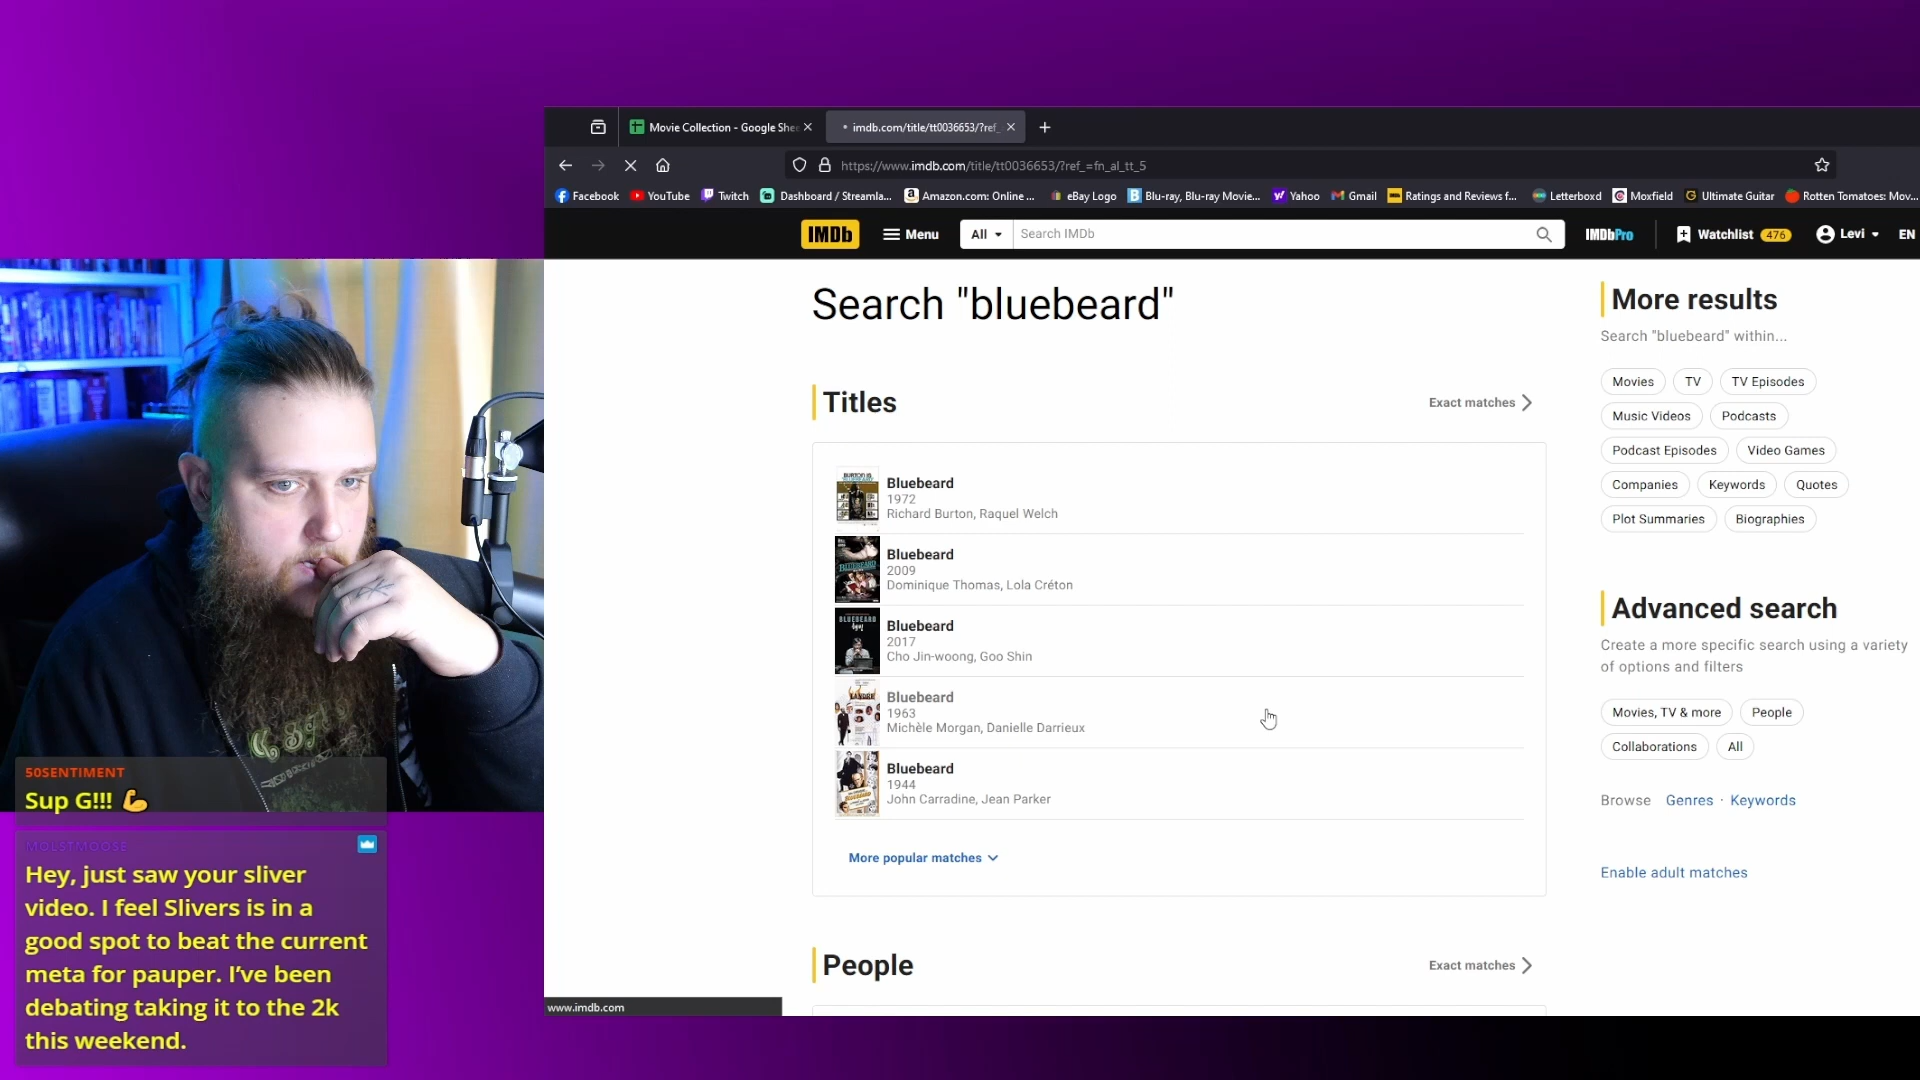 Movie Collection - Google Shee
imdb.com/title/tt0036653/?ref_
https://www.imdb.com/title/tt0036653/?ref_=fn_al_tt_5
Facebook
YouTube
Twitch
Dashboard / Streamla...
Amazon.com: Online ...
eBay Logo
Blu-ray, Blu-ray Movie...
Yahoo
Gmail
Ratings and Reviews f...
Letterboxd
Moxfield
Ultimate Guitar
Rotten Tomatoes: Mov...
IMDb
Menu
All
Search IMDb
IMDbPro
Watchlist 476
Levi
EN
Search "bluebeard"
Titles
Exact matches
Bluebeard
1972
Richard Burton, Raquel Welch
Bluebeard
2009
Dominique Thomas, Lola Créton
Bluebeard
2017
Cho Jin-woong, Goo Shin
Bluebeard
1963
Michèle Morgan, Danielle Darrieux
Bluebeard
1944
John Carradine, Jean Parker
More popular matches
People
Exact matches
More results
Search "bluebeard" within...
Movies
TV
TV Episodes
Music Videos
Podcasts
Podcast Episodes
Video Games
Companies
Keywords
Quotes
Plot Summaries
Biographies
Advanced search
Create a more specific search using a variety
of options and filters
Movies, TV & more
People
Collaborations
All
Browse Genres · Keywords
Enable adult matches
www.imdb.com
50SENTIMENT
Sup G!!! 💪
MOLSTMOOSE
Hey, just saw your sliver
video. I feel Slivers is in a
good spot to beat the current
meta for pauper. I've been
debating taking it to the 2k
this weekend.